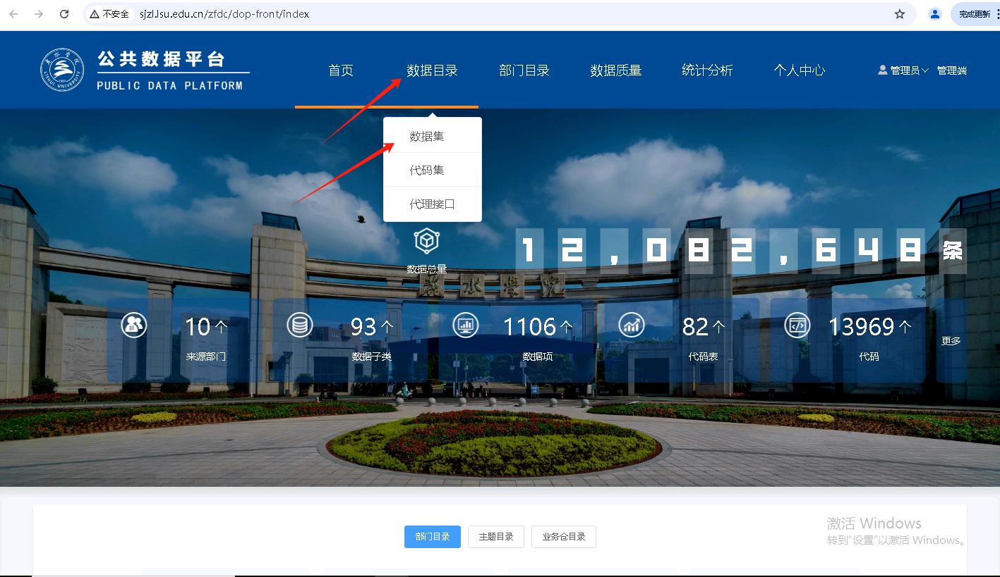 不安全 sjzl.lsu.edu.cn/zfdc/dop-front/index 完成更新
公共数据平台
PUBLIC DATA PLATFORM
LISHUI UNIVERSITY
首页 数据目录 部门目录 数据质量 统计分析 个人中心 管理员 管理端
数据集
代码集
代理接口
数据总量
12,082,648条
丽水学院
10个 93个 1106个 82个 13969个
来源部门 数据子类 数据项 代码表 代码 更多
部门目录 主题目录 业务仓目录
激活 Windows
转到“设置”以激活 Windows。